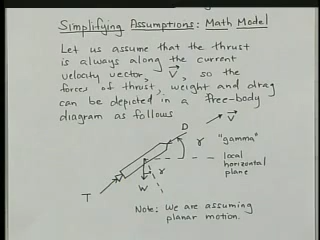 Simplifying Assumptions: Math Model
Let us assume that the thrust
is always along the current
velocity vector, V, so the
forces of thrust, weight and drag
can be depicted in a free-body
diagram as follows
V
D
γ "gamma"
local
horizontal
plane
γ
W
T
Note: We are assuming
planar motion.